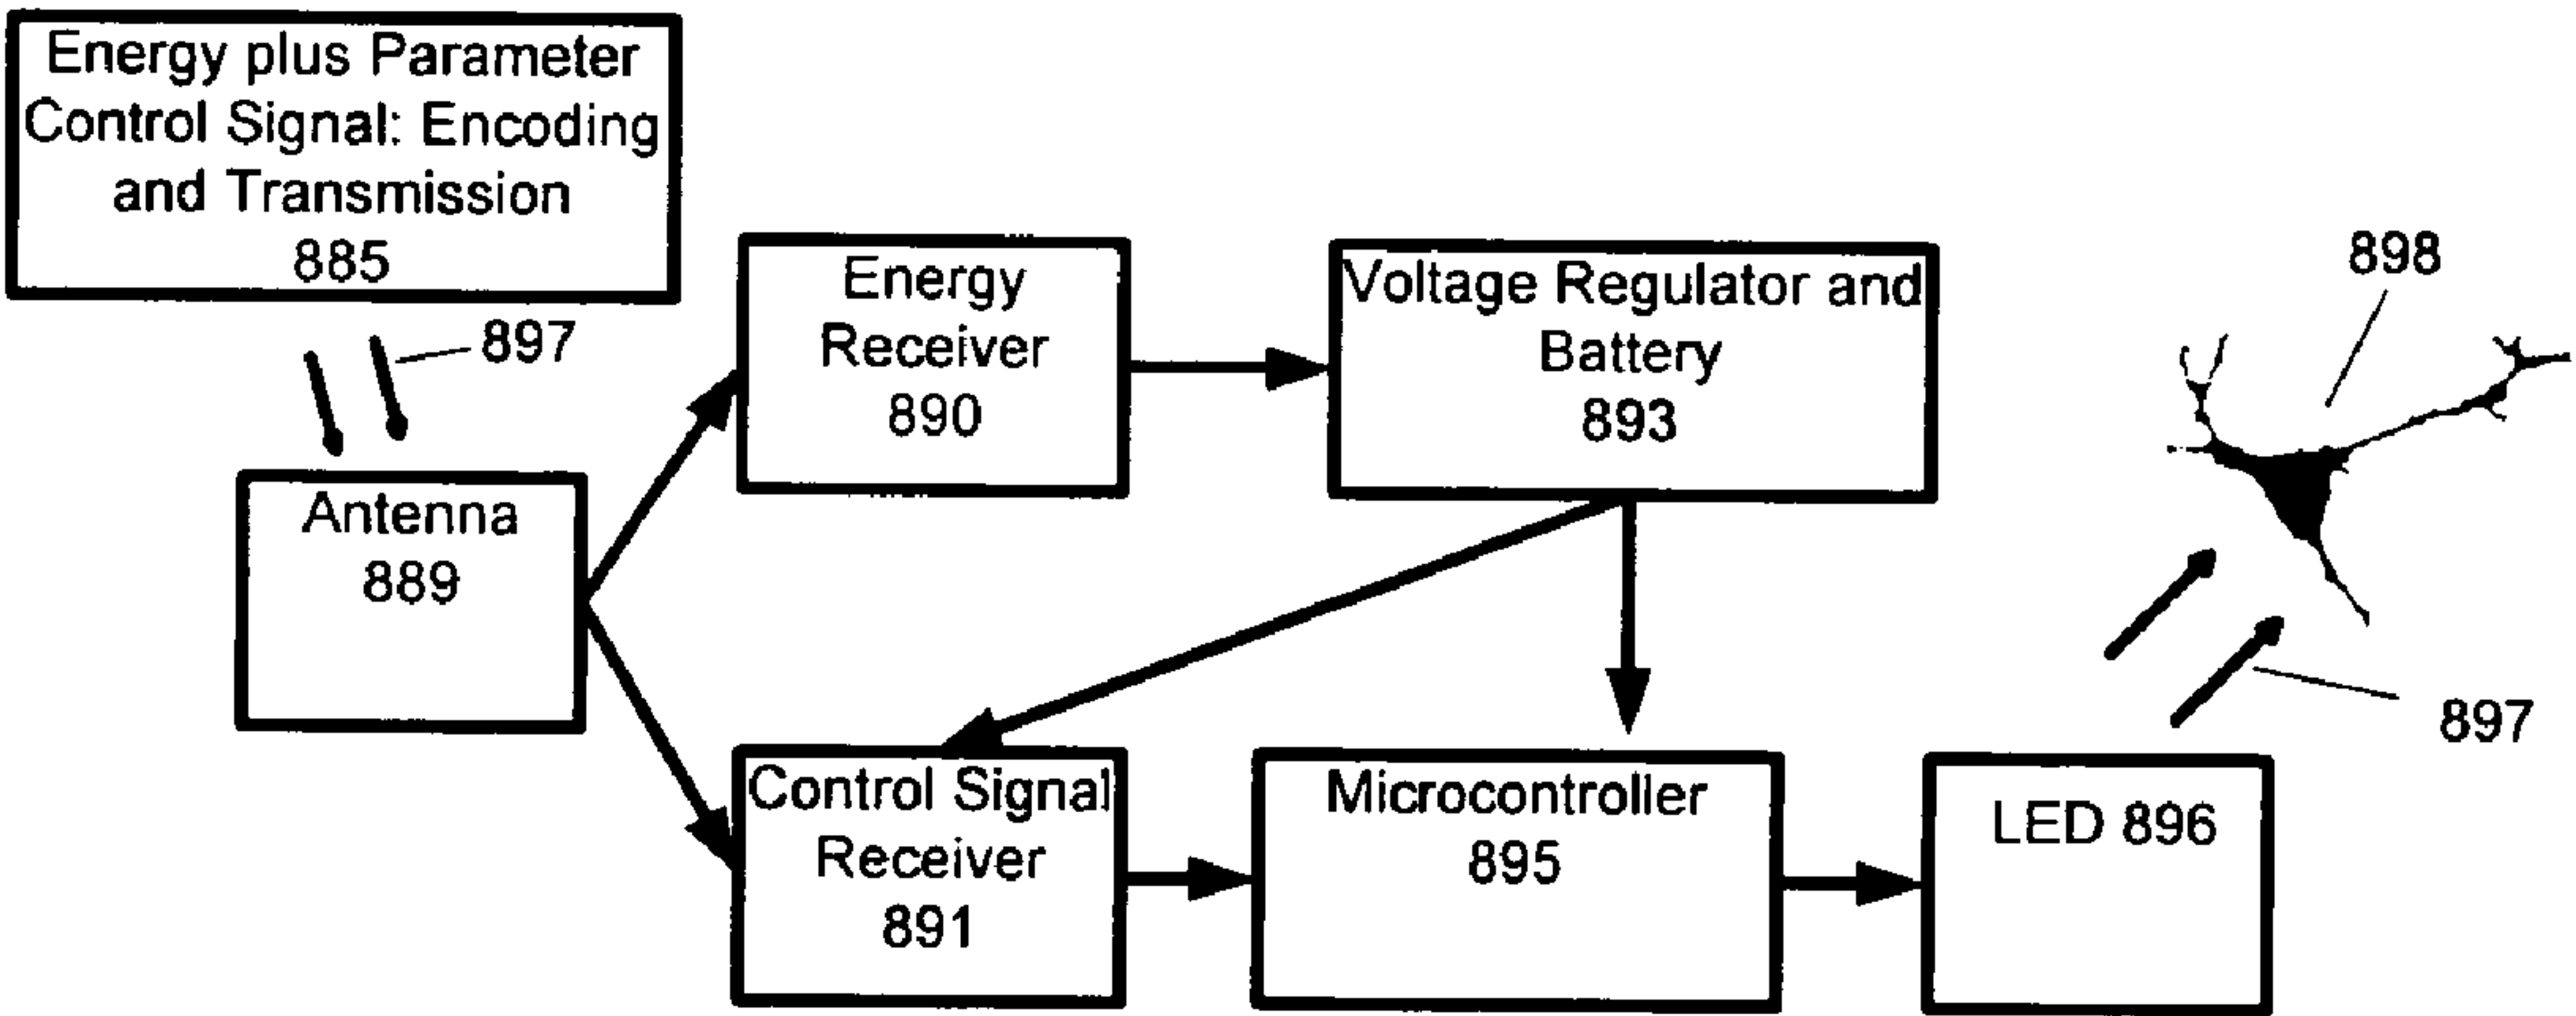 Energy plus Parameter
Control Signal: Encoding
and Transmission
885
897
Antenna
889
Energy
Receiver
890
Voltage Regulator and
Battery
893
898
Control Signal
Receiver
891
Microcontroller
895
LED 896
897